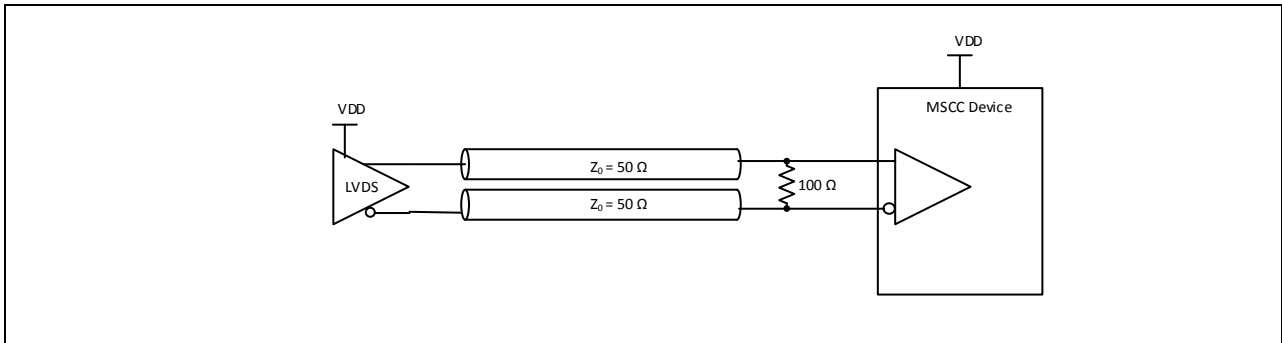 VDD
MSCC Device
VDD
LVDS
Z₀ = 50 Ω
100 Ω
Z₀ = 50 Ω